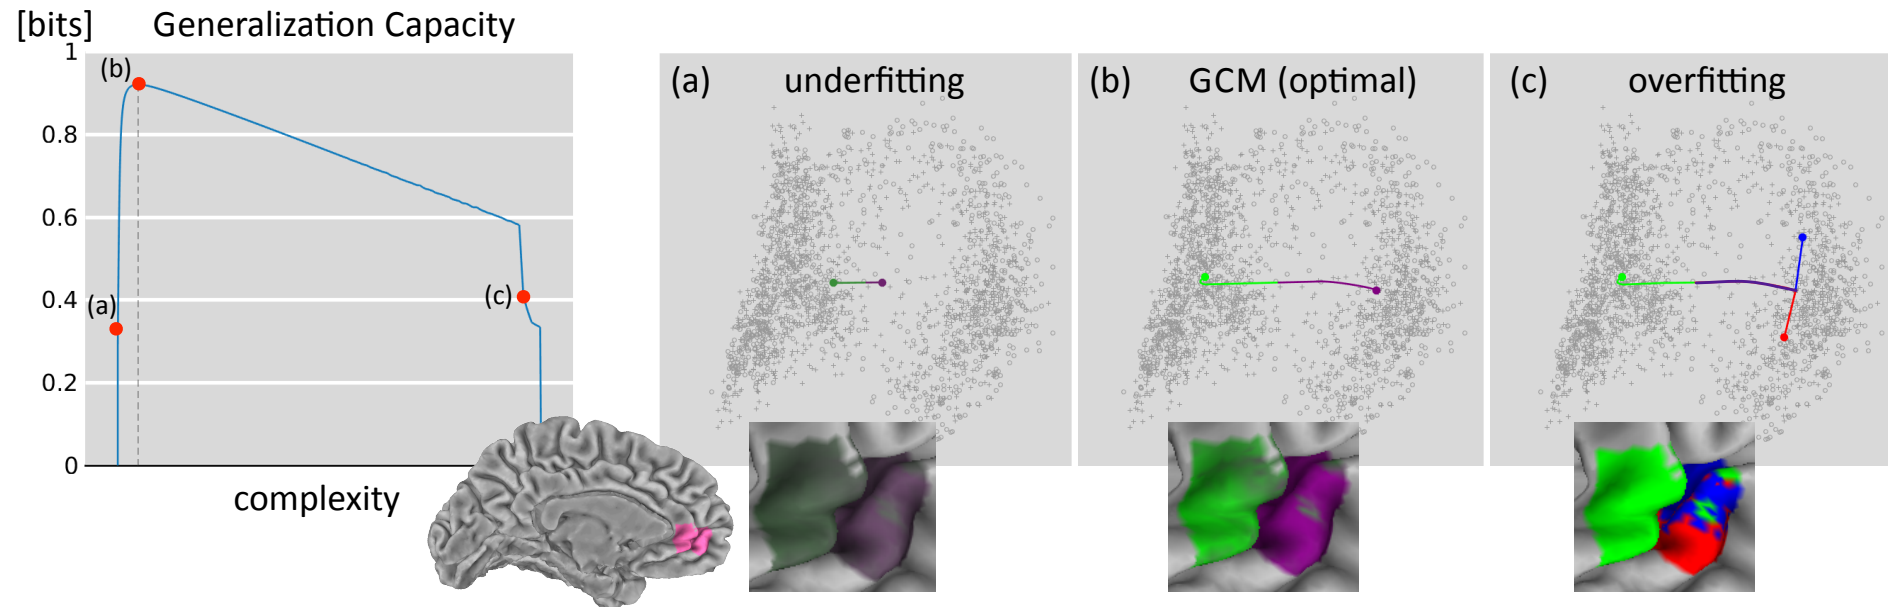 [bits] Generalization Capacity
1
0.8
0.6
0.4
0.2
0
(b)
(a)
(c)
complexity
(a) underfitting
(b) GCM (optimal)
(c) overfitting